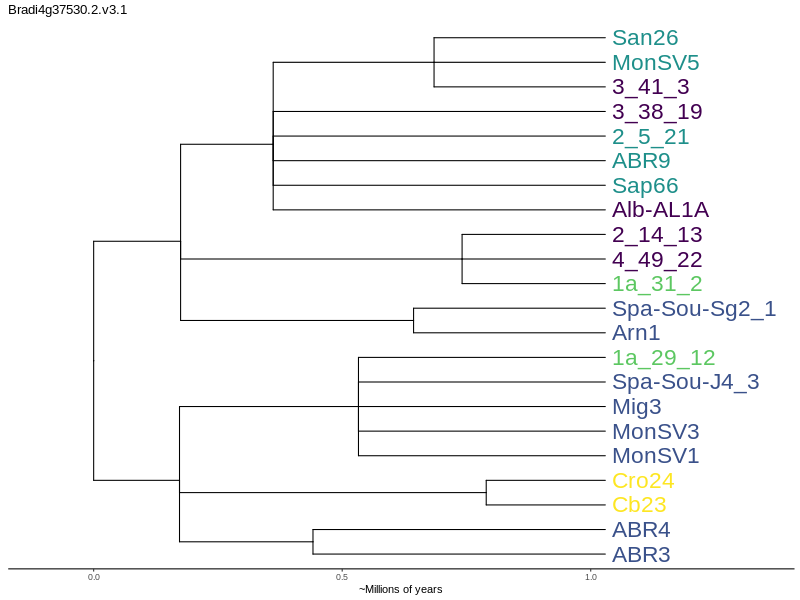 Bradi4g37530.2.v3.1
San26
MonSV5
3_41_3
3_38_19
2_5_21
ABR9
Sap66
Alb-AL1A
2_14_13
4_49_22
1a_31_2
Spa-Sou-Sg2_1
Arn1
1a_29_12
Spa-Sou-J4_3
Mig3
MonSV3
MonSV1
Cro24
Cb23
ABR4
ABR3
0.0 0.5 1.0
~Millions of years